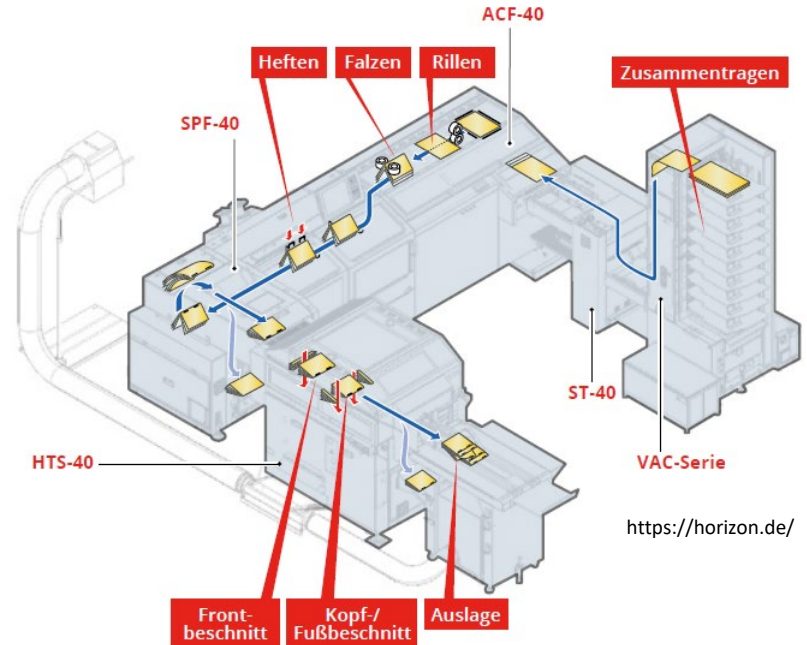 ACF-40
Heften
Falzen
Rillen
Zusammentragen
SPF-40
ST-40
HTS-40
VAC-Serie
https://horizon.de/
Front-
beschnitt
Kopf-/
Fußbeschnitt
Auslage